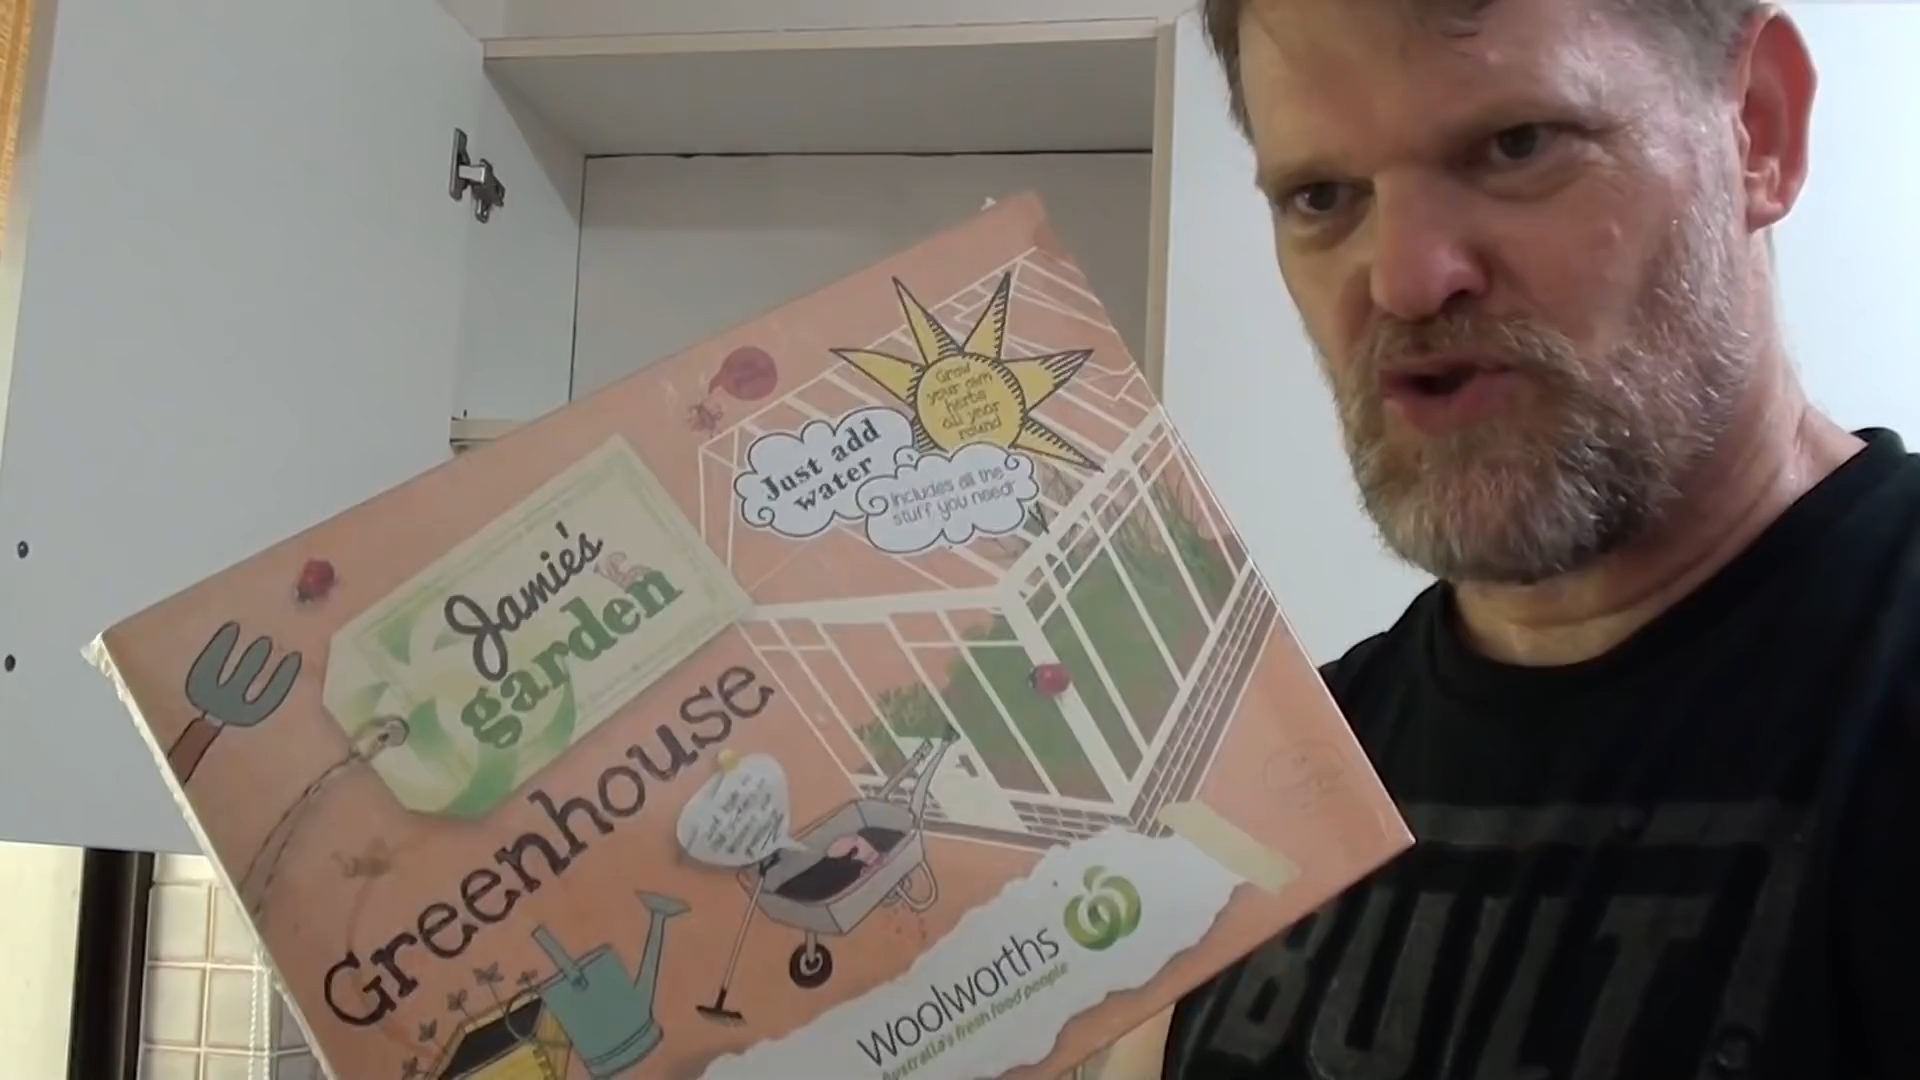 Grow
your own
herbs
all year
round
Just add
water
includes all the
stuff you need!
Jamie's
garden
Greenhouse
woolworths
Australia's fresh food people
BUILT